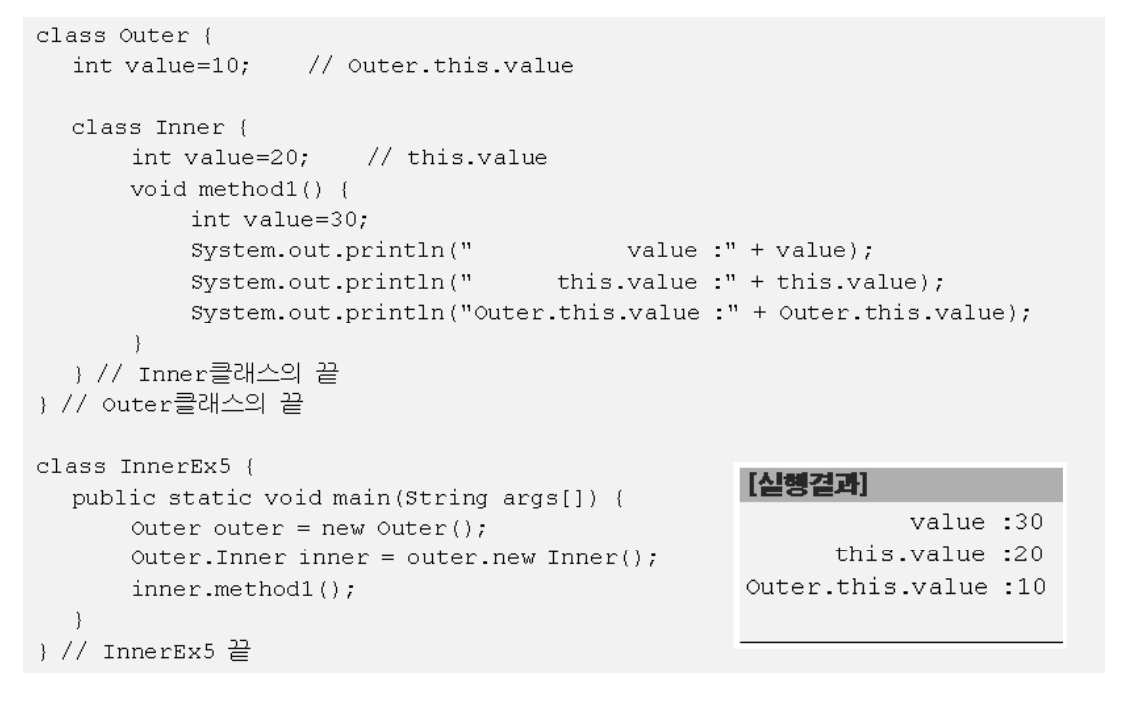 class Outer {
int value=10;    // Outer.this.value
class Inner {
int value=20;    // this.value
void method1() {
int value=30;
System.out.println("            value :" + value);
System.out.println("       this.value :" + this.value);
System.out.println("Outer.this.value :" + Outer.this.value);
}
} // Inner클래스의 끝
} // Outer클래스의 끝
class InnerEx5 {
public static void main(String args[]) {
Outer outer = new Outer();
Outer.Inner inner = outer.new Inner();
inner.method1();
}
} // InnerEx5 끝
[실행결과]
value :30
this.value :20
Outer.this.value :10